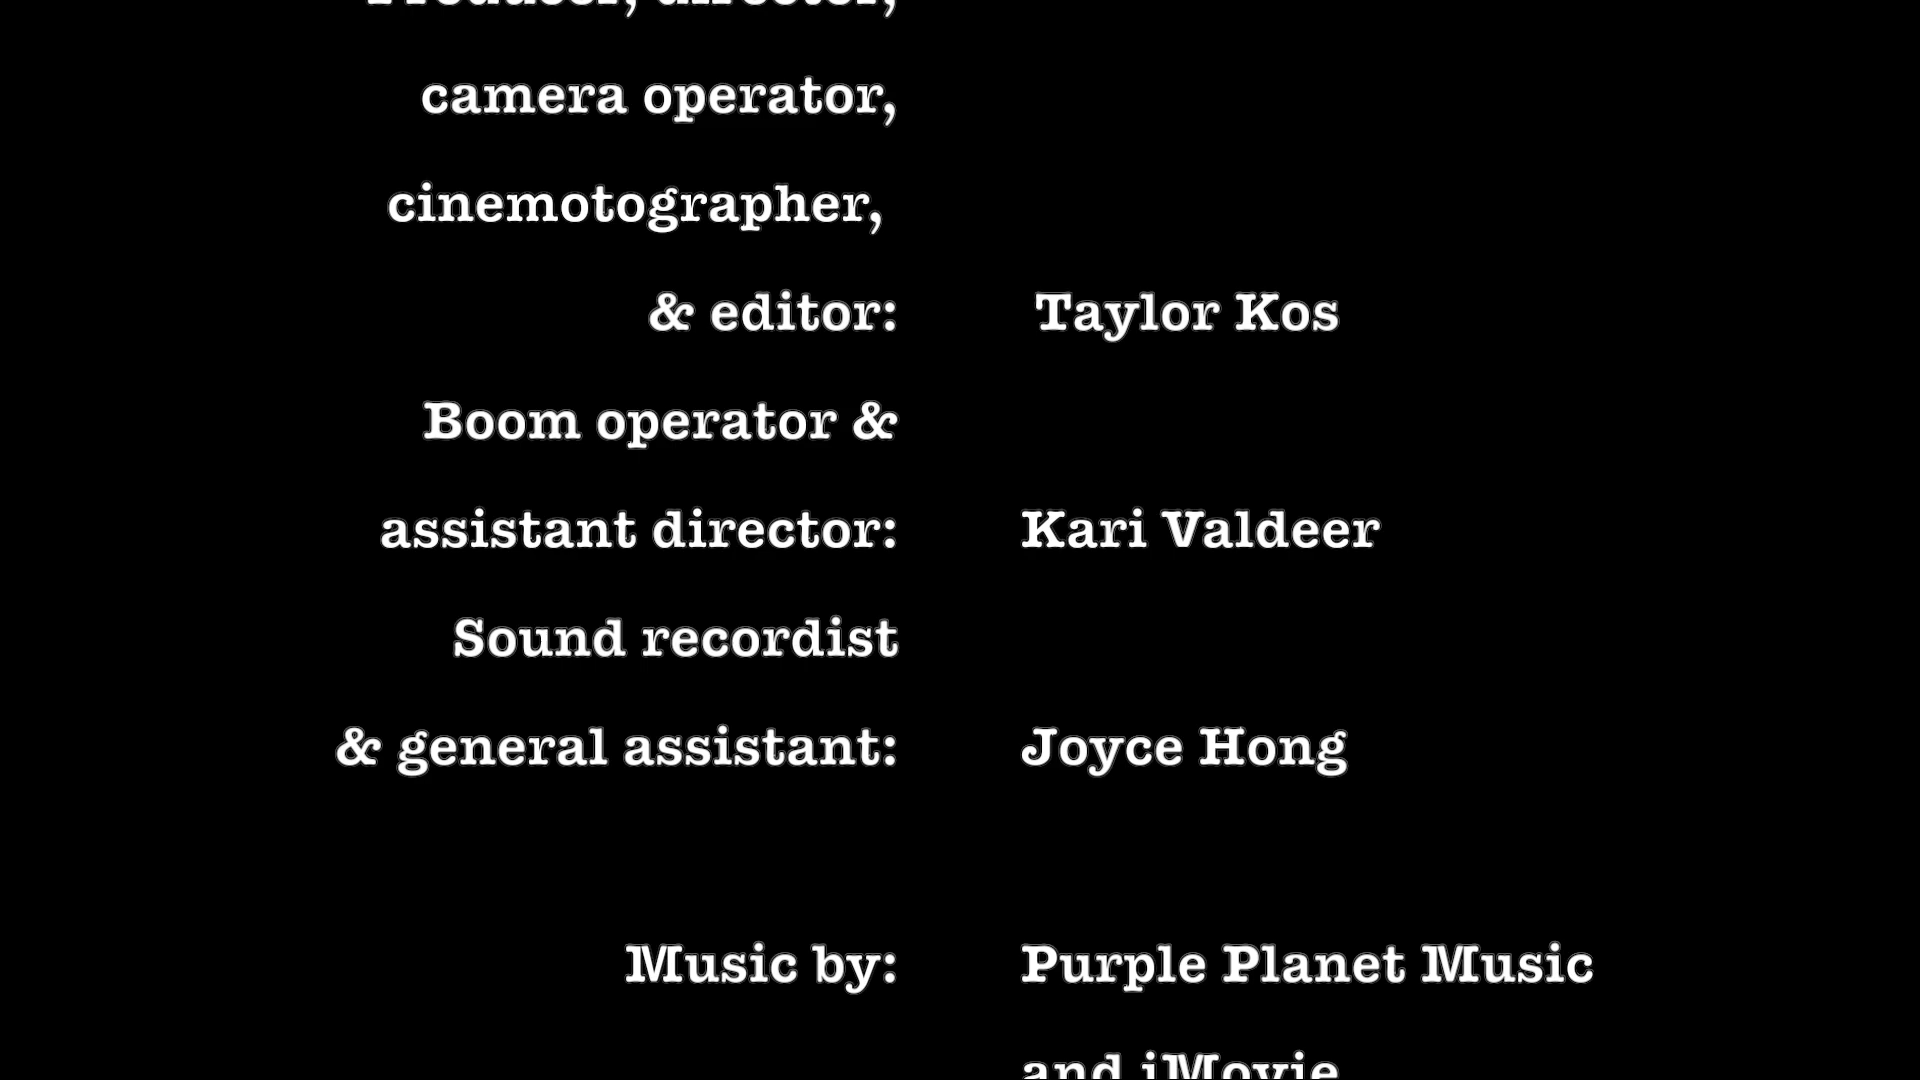 Producer, director,
camera operator,
cinemotographer,
& editor: Taylor Kos
Boom operator &
assistant director: Kari Valdeer
Sound recordist
& general assistant: Joyce Hong
Music by: Purple Planet Music
and iMovie